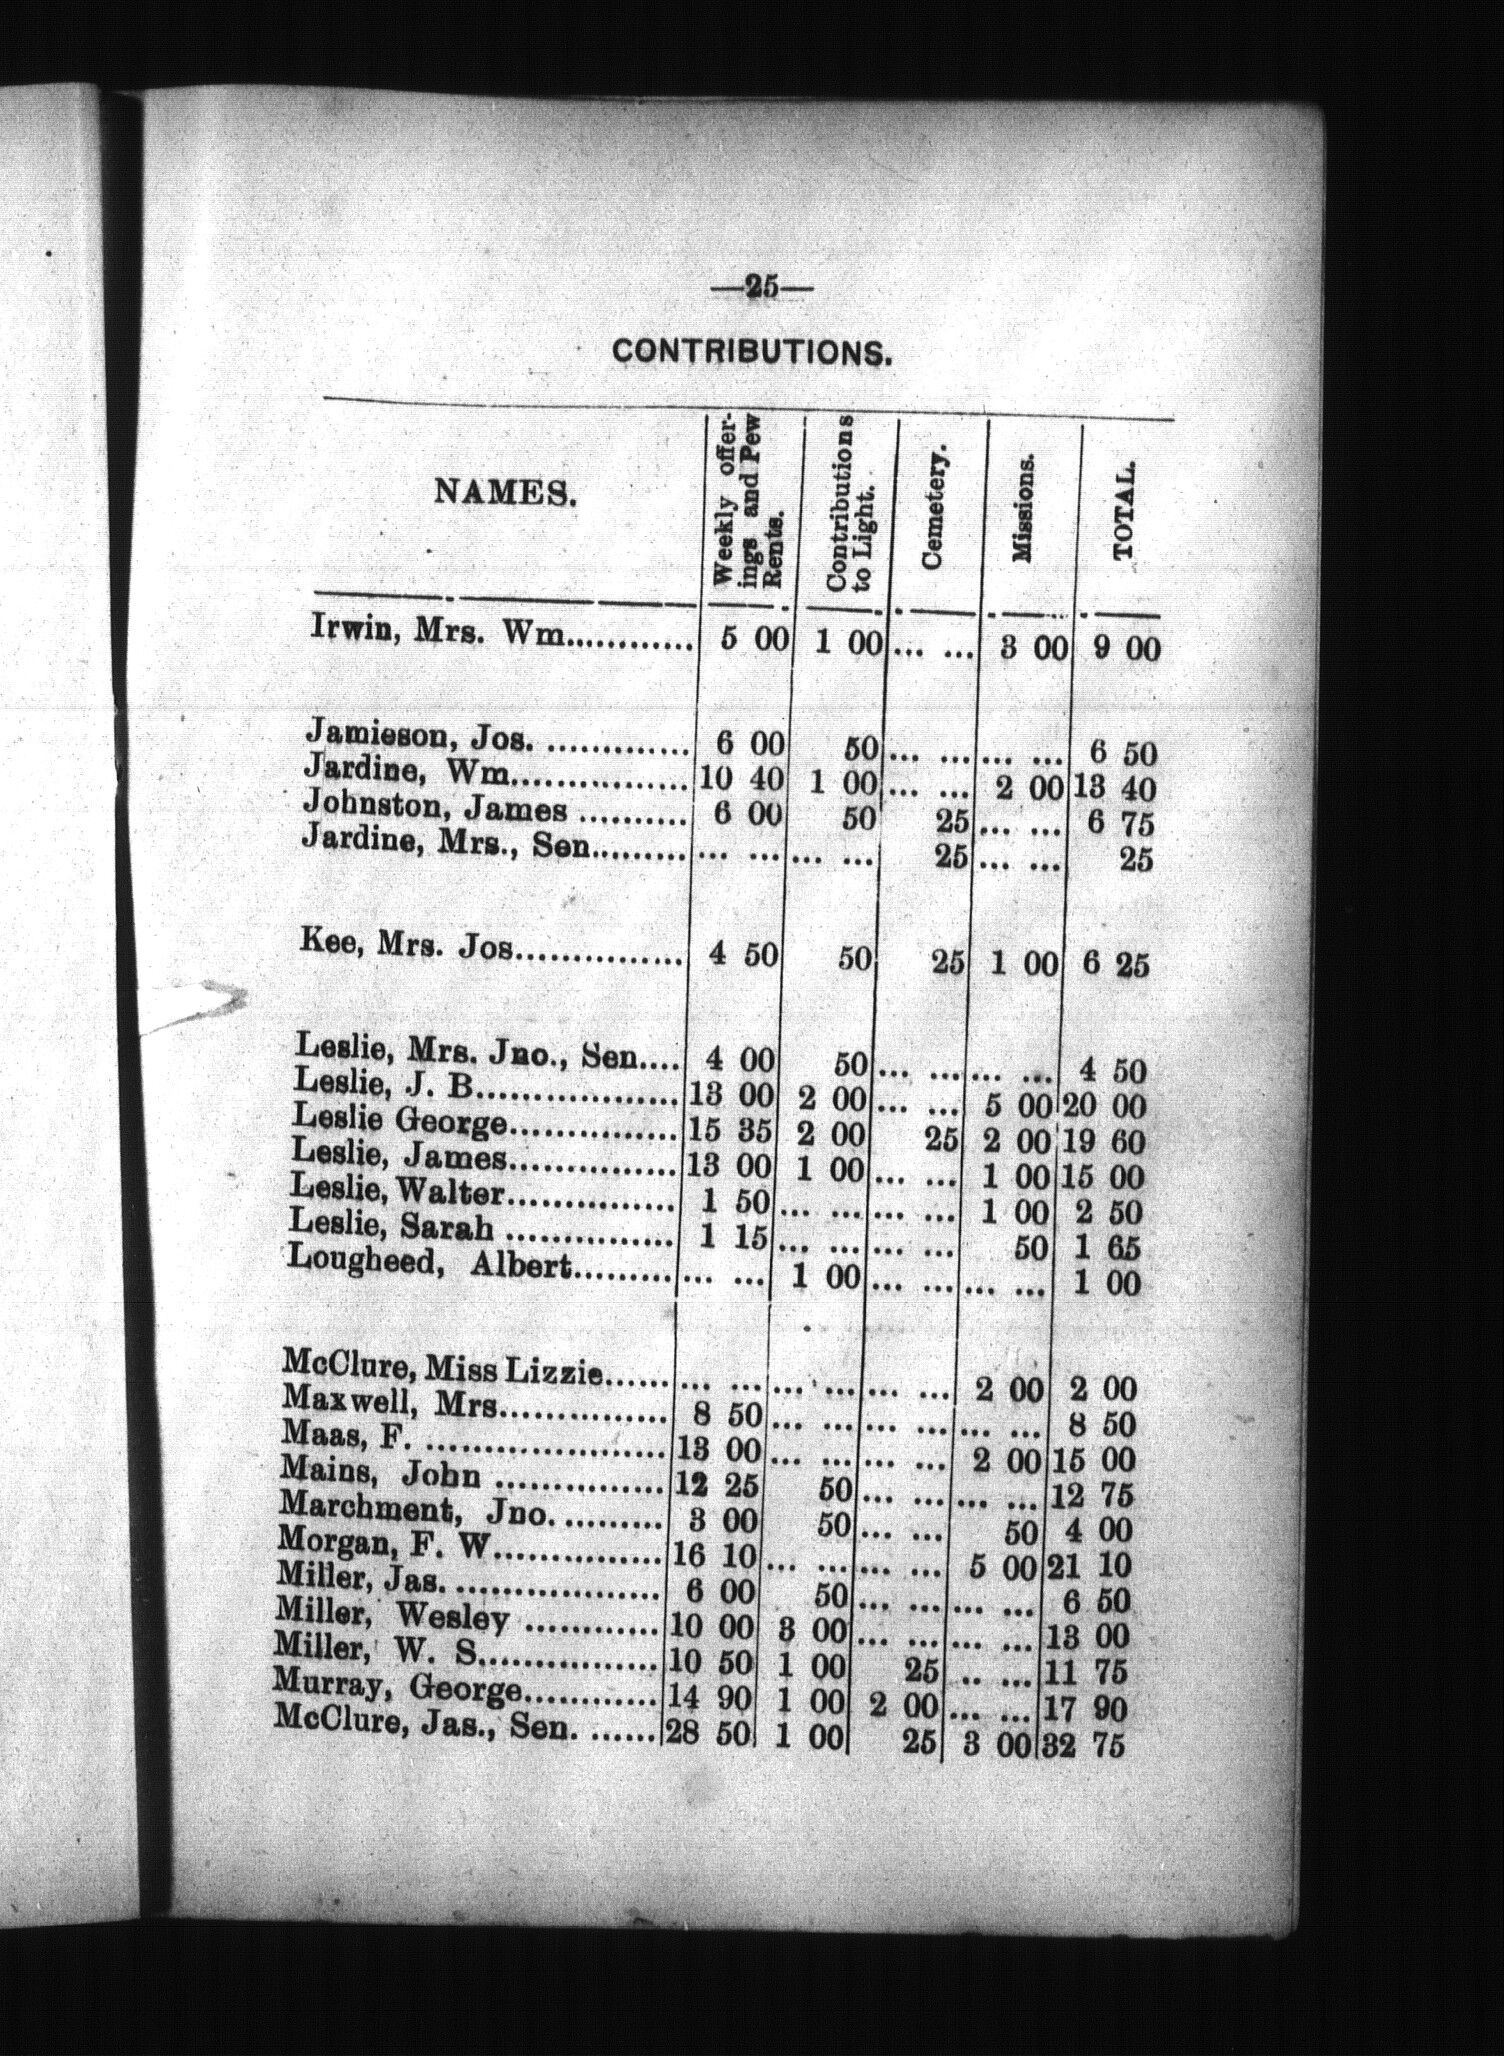 —25—
CONTRIBUTIONS.
NAMES. Weekly offerings and Pew Rents. Contributions to Light. Cemetery. Missions. TOTAL.
Irwin, Mrs. Wm............ 5 00 1 00 ... ... 3 00 9 00
Jamieson, Jos. ............. 6 00 50 ... ... ... ... 6 50
Jardine, Wm................ 10 40 1 00 ... ... 2 00 13 40
Johnston, James .......... 6 00 50 25 ... ... 6 75
Jardine, Mrs., Sen......... ... ... ... ... 25 ... ... 25
Kee, Mrs. Jos............... 4 50 50 25 1 00 6 25
Leslie, Mrs. Jno., Sen.... 4 00 50 ... ... ... ... 4 50
Leslie, J. B.................. 13 00 2 00 ... ... 5 00 20 00
Leslie George............... 15 35 2 00 25 2 00 19 60
Leslie, James............... 13 00 1 00 ... ... 1 00 15 00
Leslie, Walter............... 1 50 ... ... ... ... 1 00 2 50
Leslie, Sarah ............... 1 15 ... ... ... ... 50 1 65
Lougheed, Albert......... ... ... 1 00 ... ... ... ... 1 00
McClure, Miss Lizzie...... ... ... ... ... ... ... 2 00 2 00
Maxwell, Mrs............... 8 50 ... ... ... ... ... ... 8 50
Maas, F. ..................... 13 00 ... ... ... ... 2 00 15 00
Mains, John ............... 12 25 50 ... ... ... ... 12 75
Marchment, Jno. ......... 3 00 50 ... ... 50 4 00
Morgan, F. W............... 16 10 ... ... ... ... 5 00 21 10
Miller, Jas. .................. 6 00 50 ... ... ... ... 6 50
Miller, Wesley ............ 10 00 3 00 ... ... ... ... 13 00
Miller, W. S................. 10 50 1 00 25 .. ... 11 75
Murray, George............ 14 90 1 00 2 00 ... ... 17 90
McClure, Jas., Sen. ...... 28 50 1 00 25 3 00 32 75